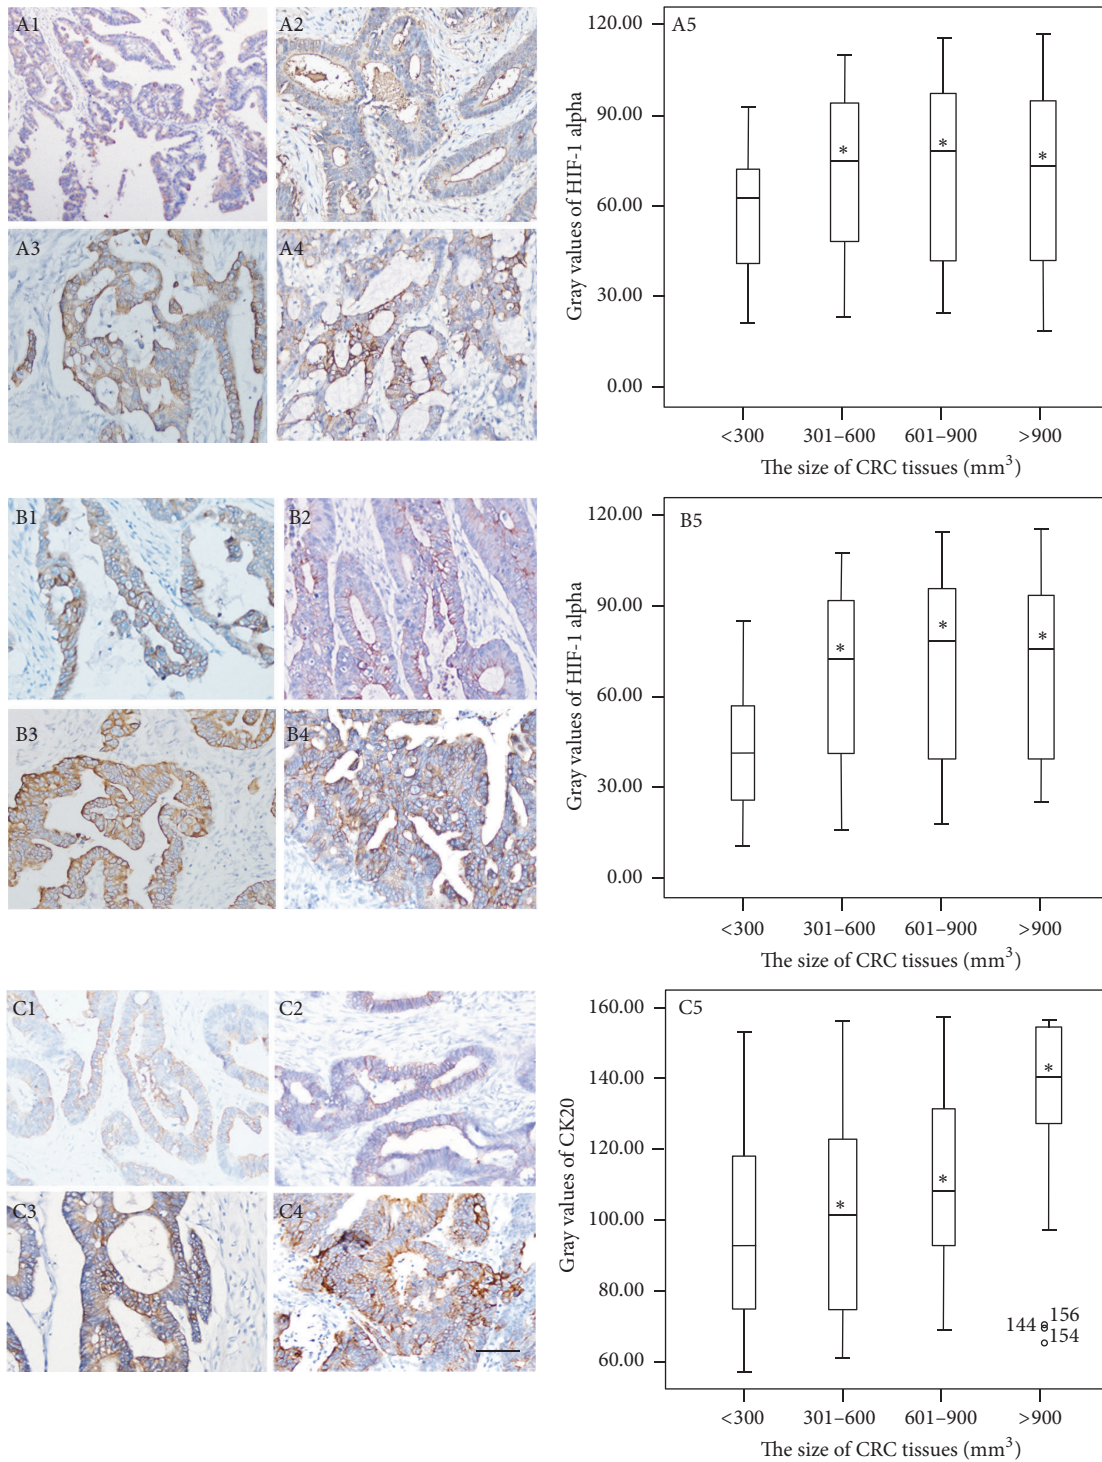 A1
A2
A3
A4
A5
120.00
90.00
60.00
30.00
0.00
Gray values of HIF-1 alpha
<300 301–600 601–900 >900
The size of CRC tissues (mm³)
* * *
B1
B2
B3
B4
B5
120.00
90.00
60.00
30.00
0.00
Gray values of HIF-1 alpha
<300 301–600 601–900 >900
The size of CRC tissues (mm³)
* * *
C1
C2
C3
C4
C5
160.00
140.00
120.00
100.00
80.00
60.00
Gray values of CK20
* * *
144 156
154
<300 301–600 601–900 >900
The size of CRC tissues (mm³)